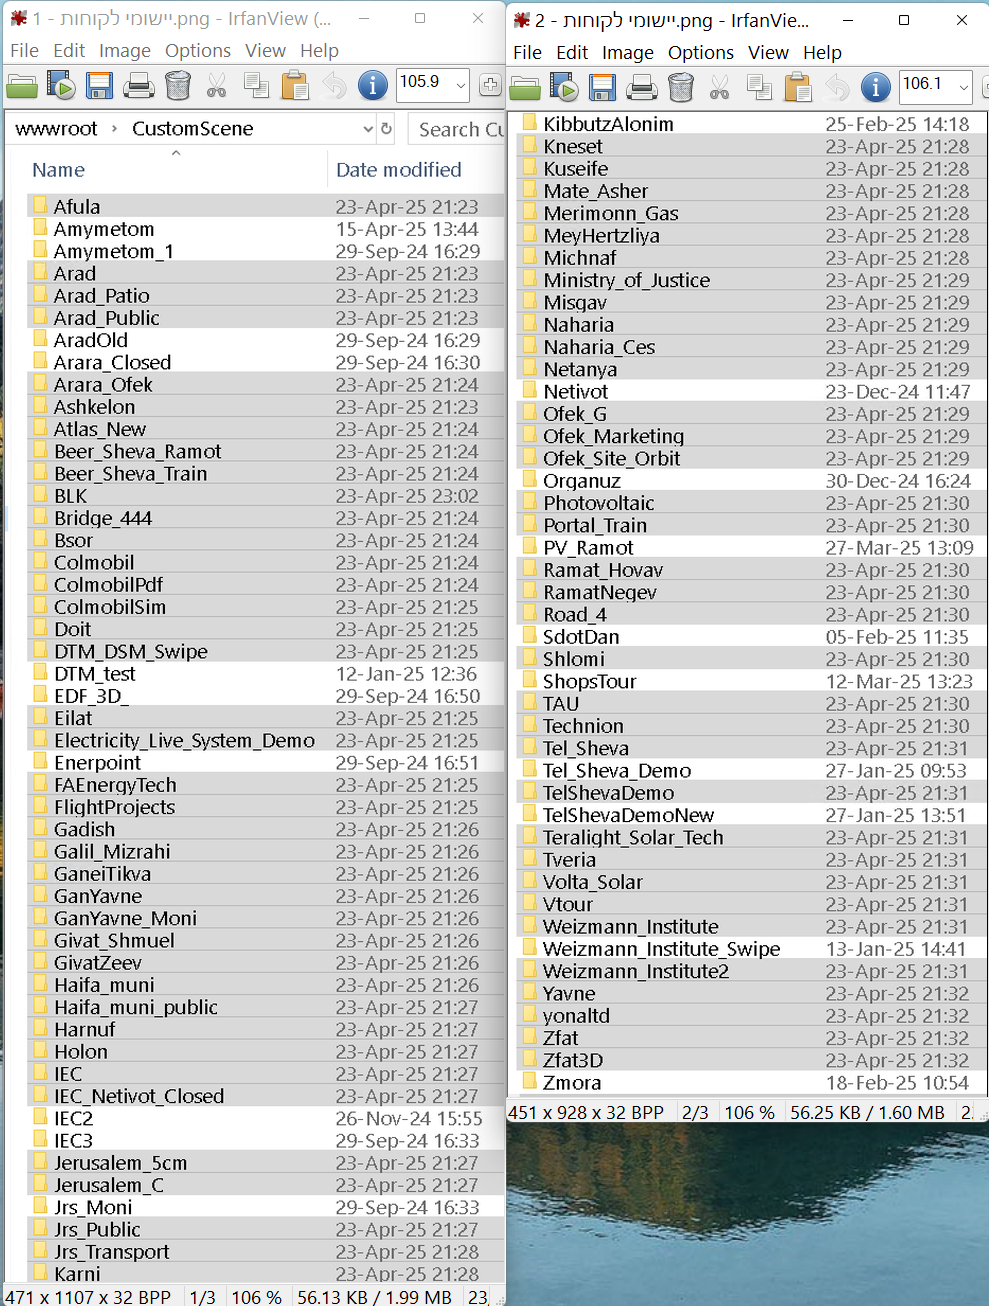 1 - יישומי לקוחות.png - IrfanView (...
File Edit Image Options View Help
105.9
wwwroot › CustomScene
Search Cu
Name Date modified
Afula 23-Apr-25 21:23
Amymetom 15-Apr-25 13:44
Amymetom_1 29-Sep-24 16:29
Arad 23-Apr-25 21:23
Arad_Patio 23-Apr-25 21:23
Arad_Public 23-Apr-25 21:23
AradOld 29-Sep-24 16:29
Arara_Closed 29-Sep-24 16:30
Arara_Ofek 23-Apr-25 21:24
Ashkelon 23-Apr-25 21:23
Atlas_New 23-Apr-25 21:24
Beer_Sheva_Ramot 23-Apr-25 21:24
Beer_Sheva_Train 23-Apr-25 21:24
BLK 23-Apr-25 23:02
Bridge_444 23-Apr-25 21:24
Bsor 23-Apr-25 21:24
Colmobil 23-Apr-25 21:24
ColmobilPdf 23-Apr-25 21:24
ColmobilSim 23-Apr-25 21:25
Doit 23-Apr-25 21:25
DTM_DSM_Swipe 23-Apr-25 21:25
DTM_test 12-Jan-25 12:36
EDF_3D_ 29-Sep-24 16:50
Eilat 23-Apr-25 21:25
Electricity_Live_System_Demo 23-Apr-25 21:25
Enerpoint 29-Sep-24 16:51
FAEnergyTech 23-Apr-25 21:25
FlightProjects 23-Apr-25 21:25
Gadish 23-Apr-25 21:26
Galil_Mizrahi 23-Apr-25 21:26
GaneiTikva 23-Apr-25 21:26
GanYavne 23-Apr-25 21:26
GanYavne_Moni 23-Apr-25 21:26
Givat_Shmuel 23-Apr-25 21:26
GivatZeev 23-Apr-25 21:26
Haifa_muni 23-Apr-25 21:26
Haifa_muni_public 23-Apr-25 21:27
Harnuf 23-Apr-25 21:27
Holon 23-Apr-25 21:27
IEC 23-Apr-25 21:27
IEC_Netivot_Closed 23-Apr-25 21:27
IEC2 26-Nov-24 15:55
IEC3 29-Sep-24 16:33
Jerusalem_5cm 23-Apr-25 21:27
Jerusalem_C 23-Apr-25 21:27
Jrs_Moni 29-Sep-24 16:33
Jrs_Public 23-Apr-25 21:27
Jrs_Transport 23-Apr-25 21:28
Karni 23-Apr-25 21:28
471 x 1107 x 32 BPP 1/3 106 % 56.13 KB / 1.99 MB 23,
2 - יישומי לקוחות.png - IrfanVie...
File Edit Image Options View Help
106.1
KibbutzAlonim 25-Feb-25 14:18
Kneset 23-Apr-25 21:28
Kuseife 23-Apr-25 21:28
Mate_Asher 23-Apr-25 21:28
Merimonn_Gas 23-Apr-25 21:28
MeyHertzliya 23-Apr-25 21:28
Michnaf 23-Apr-25 21:28
Ministry_of_Justice 23-Apr-25 21:29
Misgav 23-Apr-25 21:29
Naharia 23-Apr-25 21:29
Naharia_Ces 23-Apr-25 21:29
Netanya 23-Apr-25 21:29
Netivot 23-Dec-24 11:47
Ofek_G 23-Apr-25 21:29
Ofek_Marketing 23-Apr-25 21:29
Ofek_Site_Orbit 23-Apr-25 21:29
Organuz 30-Dec-24 16:24
Photovoltaic 23-Apr-25 21:30
Portal_Train 23-Apr-25 21:30
PV_Ramot 27-Mar-25 13:09
Ramat_Hovav 23-Apr-25 21:30
RamatNegev 23-Apr-25 21:30
Road_4 23-Apr-25 21:30
SdotDan 05-Feb-25 11:35
Shlomi 23-Apr-25 21:30
ShopsTour 12-Mar-25 13:23
TAU 23-Apr-25 21:30
Technion 23-Apr-25 21:30
Tel_Sheva 23-Apr-25 21:31
Tel_Sheva_Demo 27-Jan-25 09:53
TelShevaDemo 23-Apr-25 21:31
TelShevaDemoNew 27-Jan-25 13:51
Teralight_Solar_Tech 23-Apr-25 21:31
Tveria 23-Apr-25 21:31
Volta_Solar 23-Apr-25 21:31
Vtour 23-Apr-25 21:31
Weizmann_Institute 23-Apr-25 21:31
Weizmann_Institute_Swipe 13-Jan-25 14:41
Weizmann_Institute2 23-Apr-25 21:31
Yavne 23-Apr-25 21:32
yonaltd 23-Apr-25 21:32
Zfat 23-Apr-25 21:32
Zfat3D 23-Apr-25 21:32
Zmora 18-Feb-25 10:54
451 x 928 x 32 BPP 2/3 106 % 56.25 KB / 1.60 MB 2